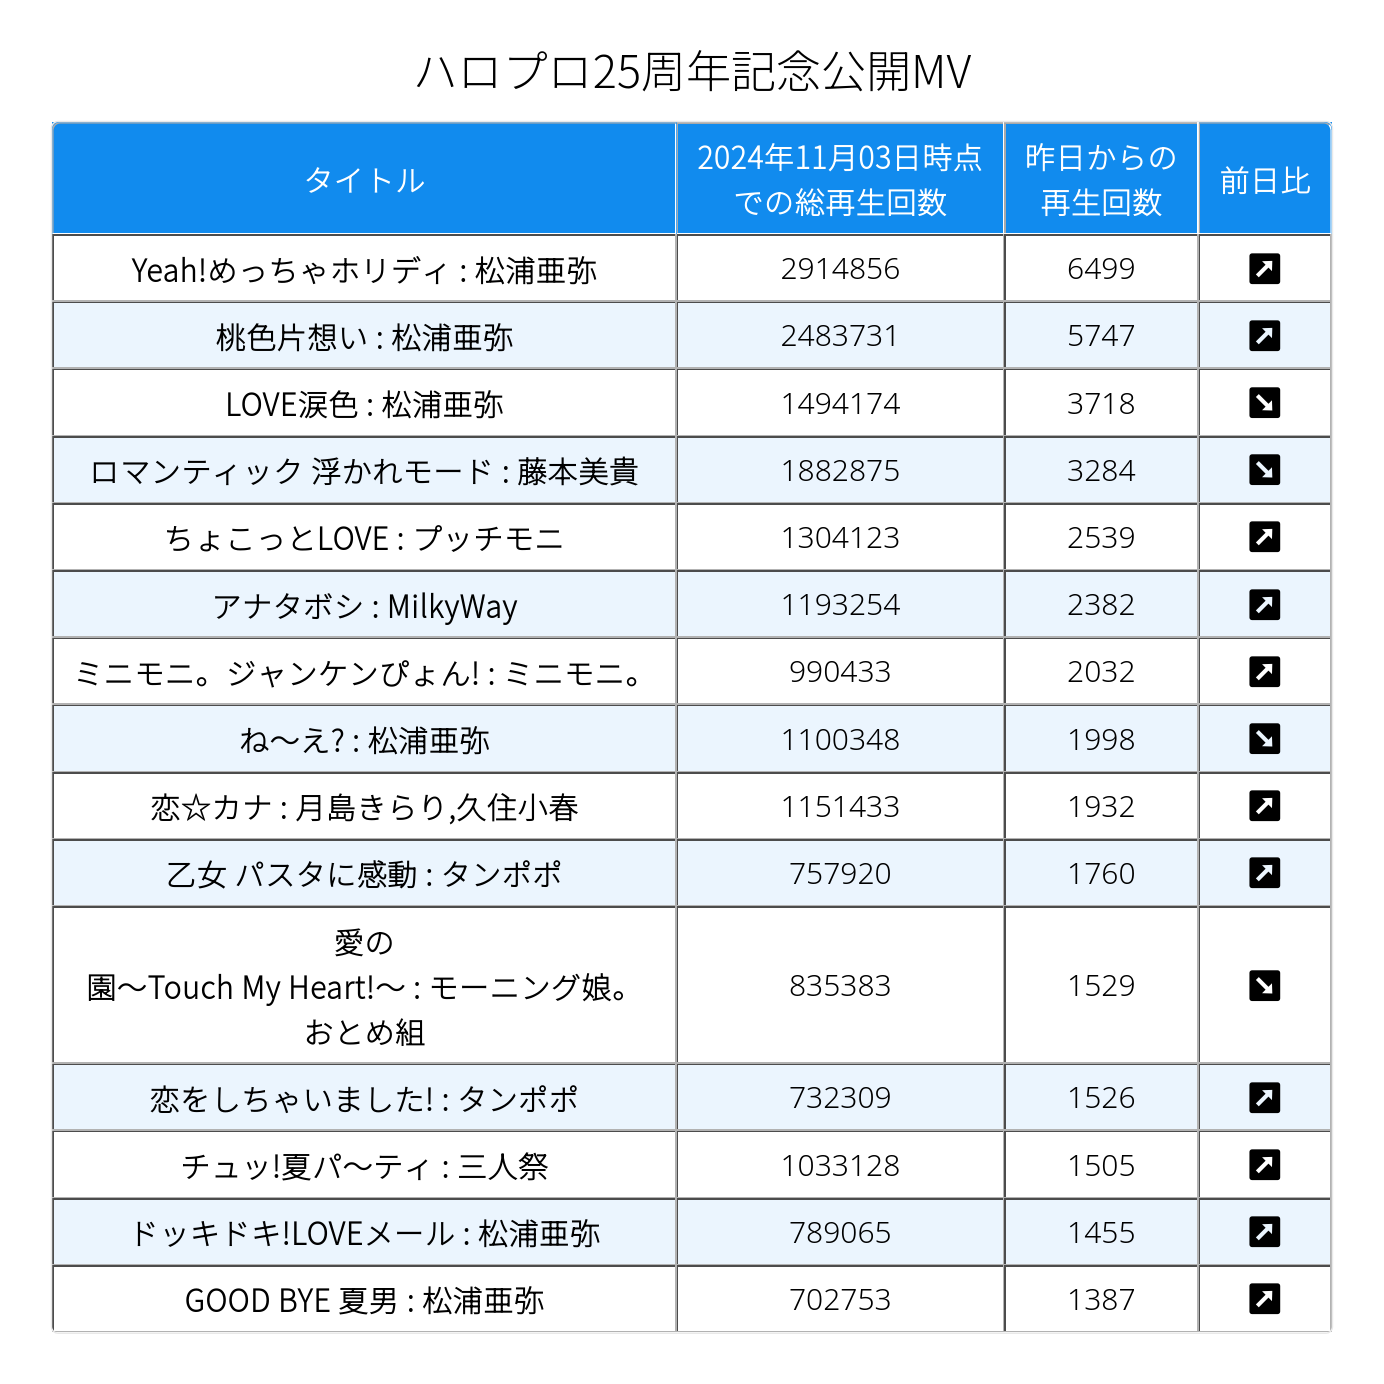 ハロプロ25周年記念公開MV
タイトル
2024年11月03日時点
での総再生回数
昨日からの
再生回数
前日比
Yeah!めっちゃホリディ : 松浦亜弥 2914856 6499
桃色片想い : 松浦亜弥 2483731 5747
LOVE涙色 : 松浦亜弥 1494174 3718
ロマンティック 浮かれモード : 藤本美貴 1882875 3284
ちょこっとLOVE : プッチモニ 1304123 2539
アナタボシ : MilkyWay 1193254 2382
ミニモニ。ジャンケンぴょん! : ミニモニ。 990433 2032
ね〜え? : 松浦亜弥 1100348 1998
恋☆カナ : 月島きらり,久住小春 1151433 1932
乙女 パスタに感動 : タンポポ 757920 1760
愛の
園〜Touch My Heart!〜 : モーニング娘。
おとめ組
835383 1529
恋をしちゃいました! : タンポポ 732309 1526
チュッ!夏パ〜ティ : 三人祭 1033128 1505
ドッキドキ!LOVEメール : 松浦亜弥 789065 1455
GOOD BYE 夏男 : 松浦亜弥 702753 1387